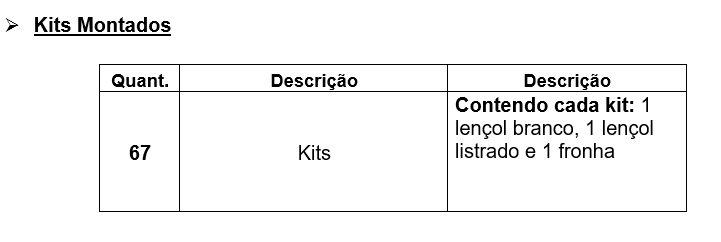 ➢ Kits Montados
Quant. Descrição Descrição
67 Kits Contendo cada kit: 1
lençol branco, 1 lençol
listrado e 1 fronha